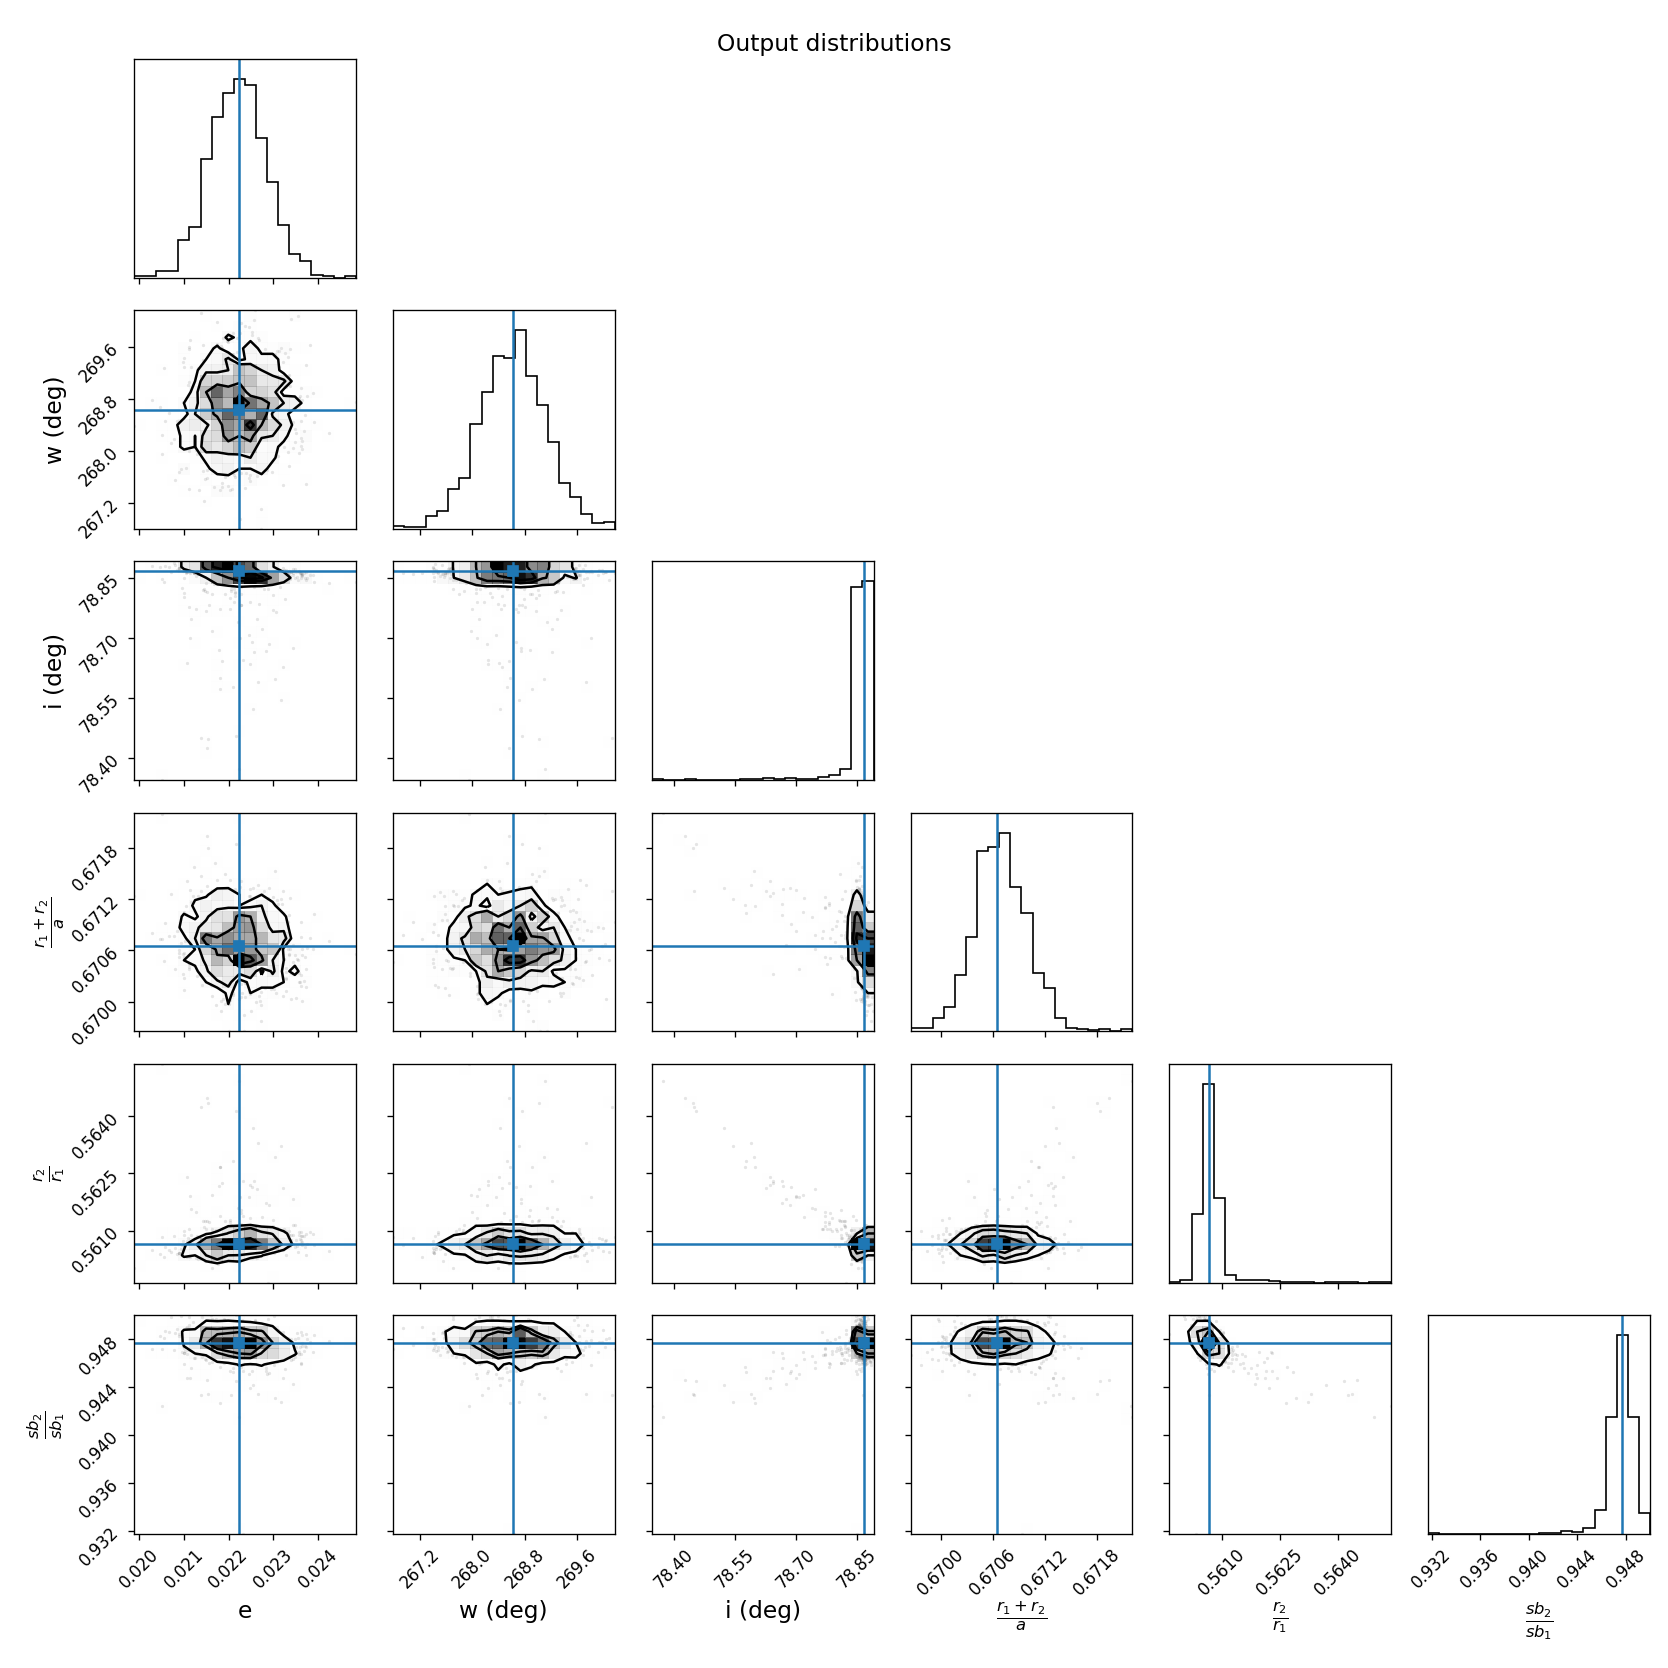 Output distributions
269.6
268.8
268.0
267.2
w (deg)
78.85
78.70
78.55
78.40
i (deg)
0.6718
0.6712
0.6706
0.6700
r₁ + r₂
a
0.5640
0.5625
0.5610
r₂
r₁
0.948
0.944
0.940
0.936
0.932
sb₂
sb₁
0.020 0.021 0.022 0.023 0.024
267.2 268.0 268.8 269.6
78.40 78.55 78.70 78.85
0.6700 0.6706 0.6712 0.6718
0.5610 0.5625 0.5640
0.932 0.936 0.940 0.944 0.948
e
w (deg)
i (deg)
r₁ + r₂
a
r₂
r₁
sb₂
sb₁